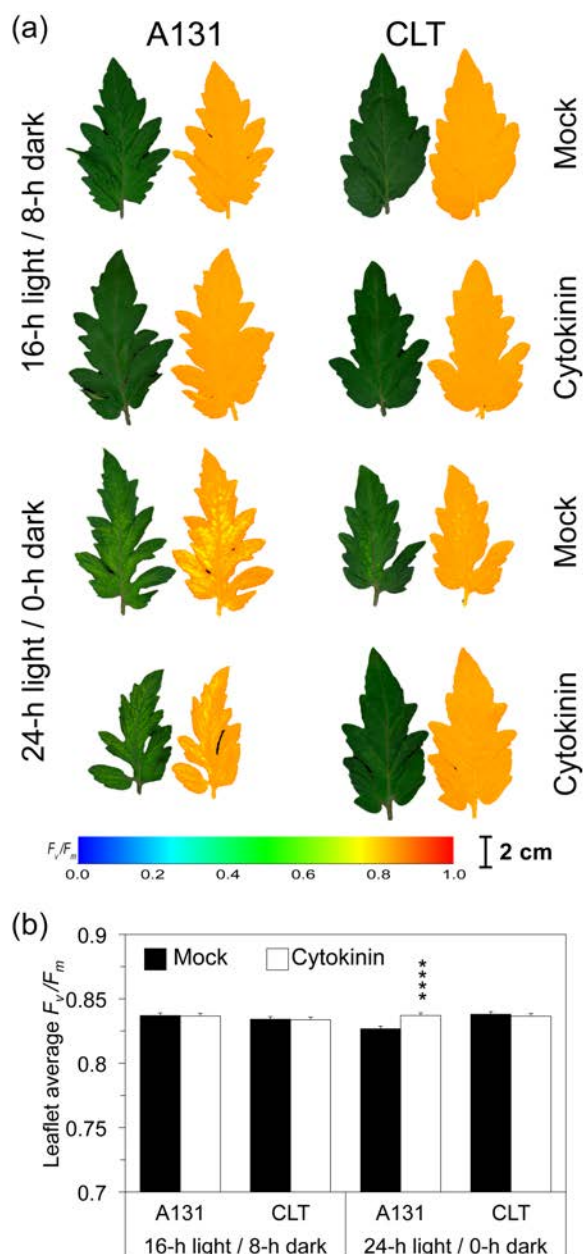 (a)
A131 CLT
16-h light / 8-h dark
Mock
Cytokinin
24-h light / 0-h dark
Mock
Cytokinin
Fv/Fm
0.0 0.2 0.4 0.6 0.8 1.0
2 cm
(b)
Leaflet average Fv/Fm
0.9
0.85
0.8
0.75
0.7
Mock Cytokinin
****
A131 CLT A131 CLT
16-h light / 8-h dark 24-h light / 0-h dark